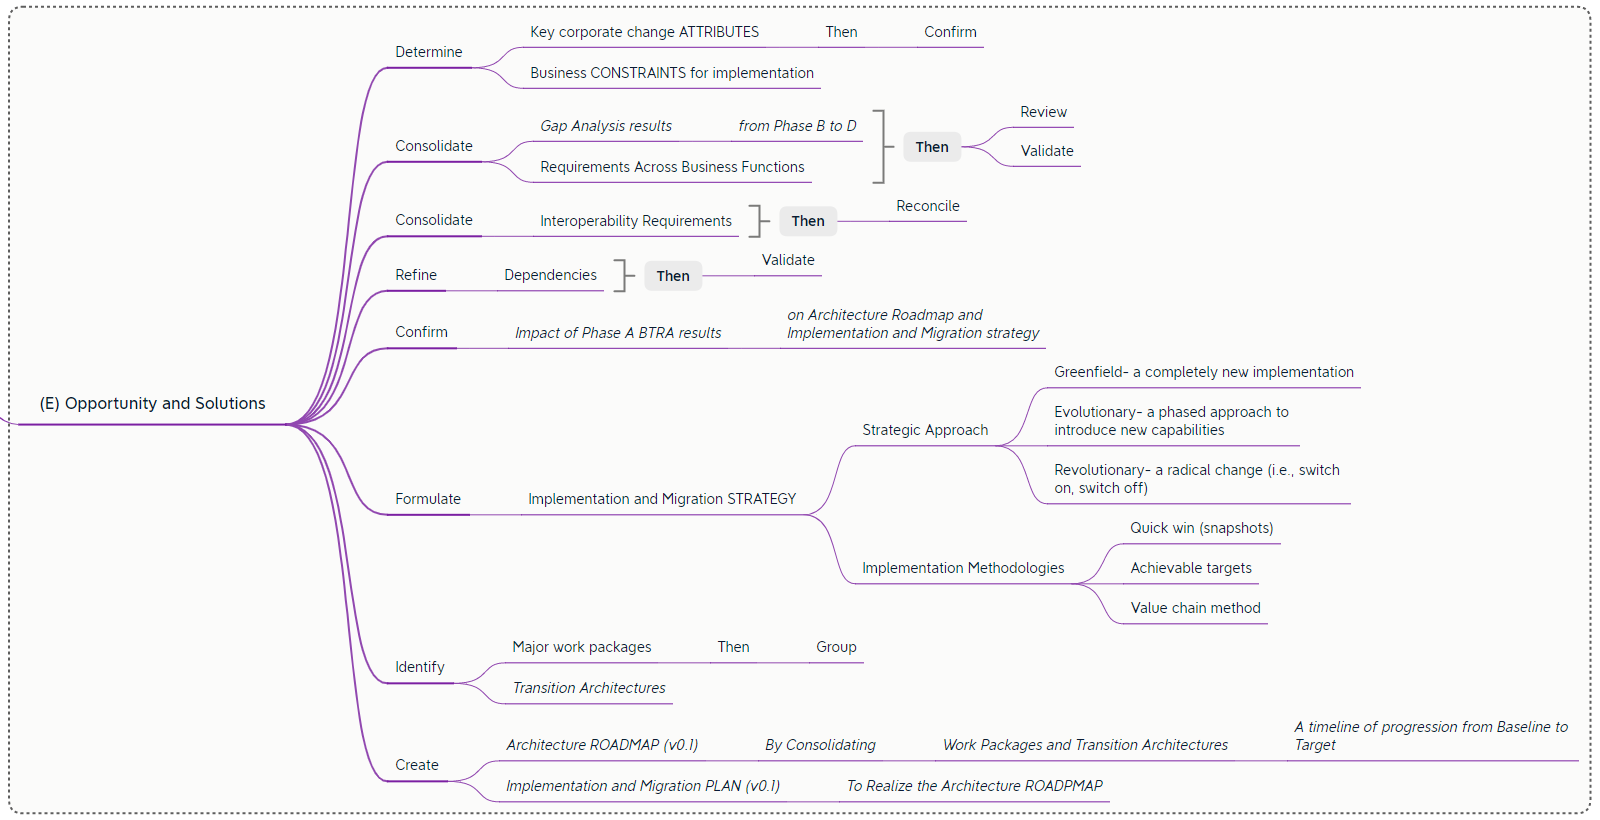 (E) Opportunity and Solutions
Determine
Key corporate change ATTRIBUTES
Then
Confirm
Business CONSTRAINTS for implementation
Consolidate
Gap Analysis results
from Phase B to D
Requirements Across Business Functions
Then
Review
Validate
Consolidate
Interoperability Requirements
Then
Reconcile
Refine
Dependencies
Then
Validate
Confirm
Impact of Phase A BTRA results
on Architecture Roadmap and
Implementation and Migration strategy
Formulate
Implementation and Migration STRATEGY
Strategic Approach
Greenfield- a completely new implementation
Evolutionary- a phased approach to
introduce new capabilities
Revolutionary- a radical change (i.e., switch
on, switch off)
Implementation Methodologies
Quick win (snapshots)
Achievable targets
Value chain method
Identify
Major work packages
Then
Group
Transition Architectures
Create
Architecture ROADMAP (v0.1)
By Consolidating
Work Packages and Transition Architectures
A timeline of progression from Baseline to
Target
Implementation and Migration PLAN (v0.1)
To Realize the Architecture ROADPMAP